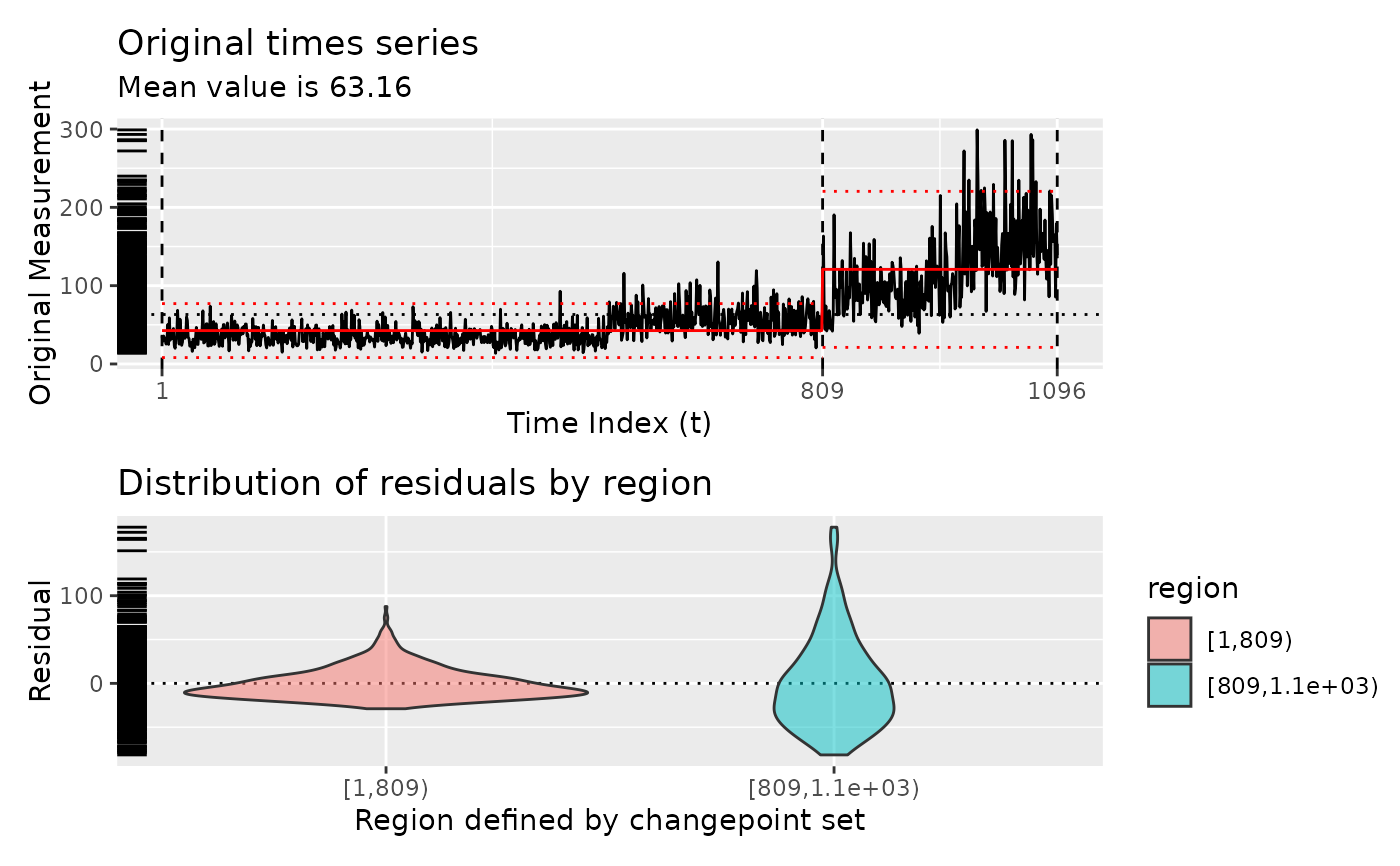 Original times series
Mean value is 63.16
Original Measurement
300
200
100
0
1
809
1096
Time Index (t)
Distribution of residuals by region
Residual
100
0
[1,809)
[809,1.1e+03)
Region defined by changepoint set
region
[1,809)
[809,1.1e+03)